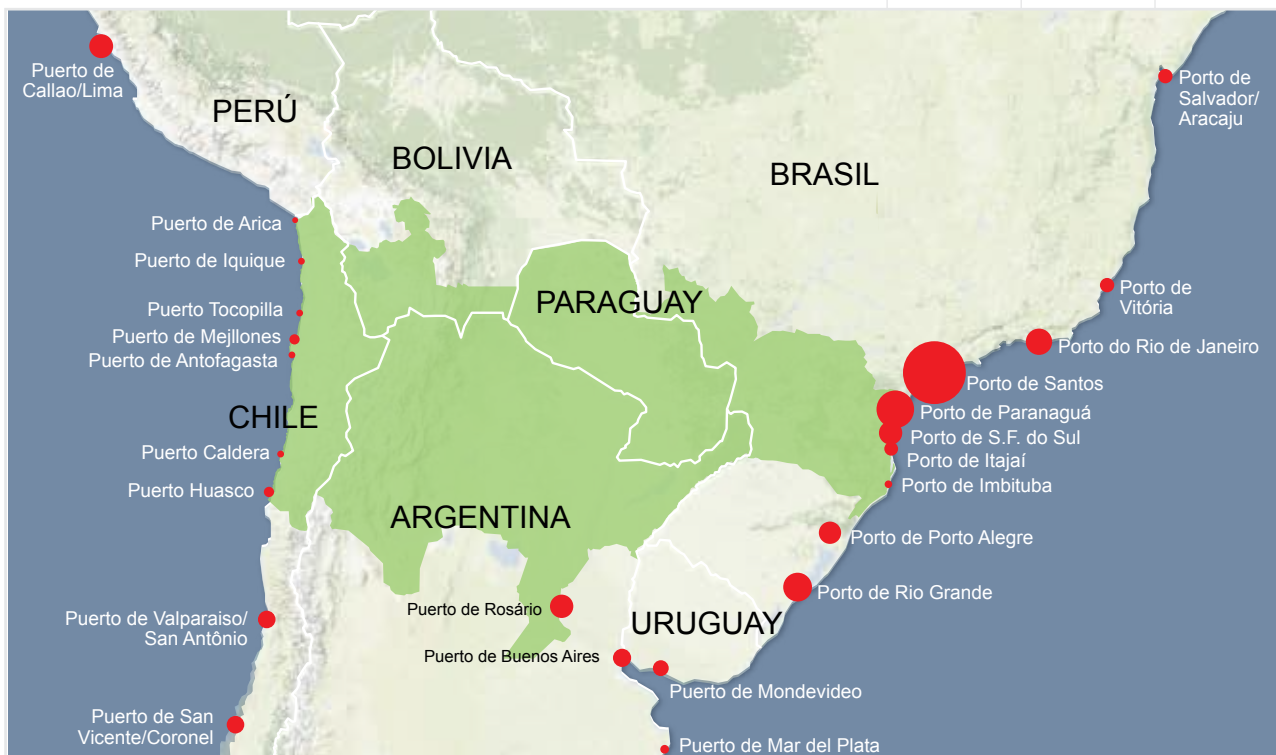 Puerto de
Callao/Lima
PERÚ
BOLIVIA
BRASIL
Porto de
Salvador/
Aracaju
Puerto de Arica
Puerto de Iquique
Puerto Tocopilla
Puerto de Mejllones
Puerto de Antofagasta
PARAGUAY
Porto de
Vitória
Porto do Rio de Janeiro
Porto de Santos
Porto de Paranaguá
Porto de S.F. do Sul
Porto de Itajaí
Porto de Imbituba
CHILE
Puerto Caldera
Puerto Huasco
ARGENTINA
Porto de Porto Alegre
Porto de Rio Grande
Puerto de Rosário
URUGUAY
Puerto de Valparaiso/
San Antônio
Puerto de Buenos Aires
Puerto de Mondevideo
Puerto de San
Vicente/Coronel
Puerto de Mar del Plata